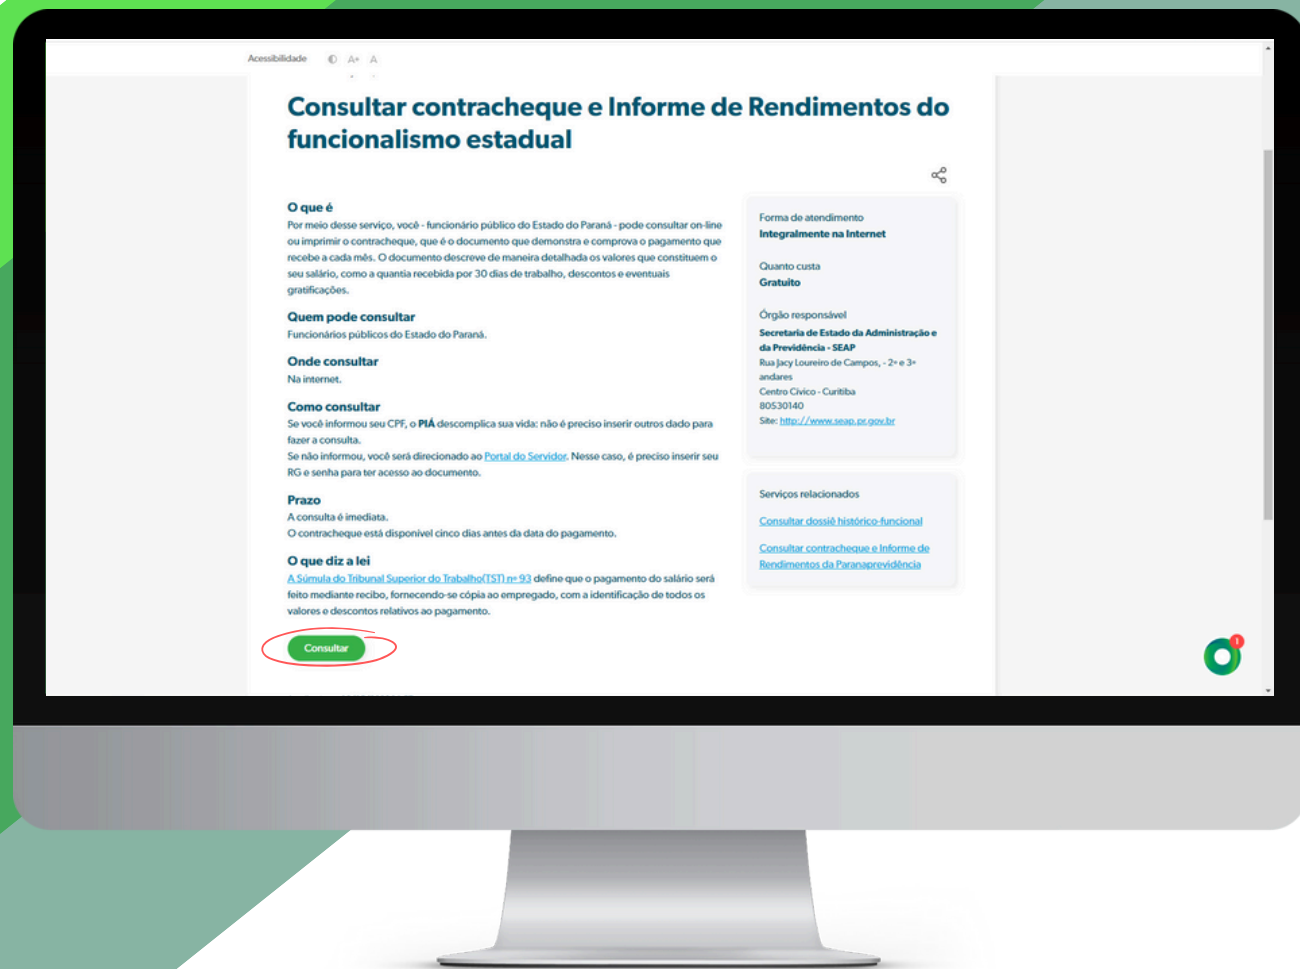 Acessibilidade A+ A
Consultar contracheque e Informe de Rendimentos do
funcionalismo estadual
O que é
Por meio desse serviço, você - funcionário público do Estado do Paraná - pode consultar on-line
ou imprimir o contracheque, que é o documento que demonstra e comprova o pagamento que
recebe a cada mês. O documento descreve de maneira detalhada os valores que constituem o
seu salário, como a quantia recebida por 30 dias de trabalho, descontos e eventuais
gratificações.
Quem pode consultar
Funcionários públicos do Estado do Paraná.
Onde consultar
Na internet.
Como consultar
Se você informou seu CPF, o PIÁ descomplica sua vida: não é preciso inserir outros dado para
fazer a consulta.
Se não informou, você será direcionado ao Portal do Servidor. Nesse caso, é preciso inserir seu
RG e senha para ter acesso ao documento.
Prazo
A consulta é imediata.
O contracheque está disponível cinco dias antes da data do pagamento.
O que diz a lei
A Súmula do Tribunal Superior do Trabalho(TST) nº 93 define que o pagamento do salário será
feito mediante recibo, fornecendo-se cópia ao empregado, com a identificação de todos os
valores e descontos relativos ao pagamento.
Consultar
Forma de atendimento
Integralmente na Internet
Quanto custa
Gratuito
Órgão responsável
Secretaria de Estado da Administração e
da Previdência - SEAP
Rua Jacy Loureiro de Campos, - 2º e 3º
andares
Centro Cívico - Curitiba
80530140
Site: http://www.seap.pr.gov.br
Serviços relacionados
Consultar dossiê histórico-funcional
Consultar contracheque e Informe de
Rendimentos da Paranaprevidência
1